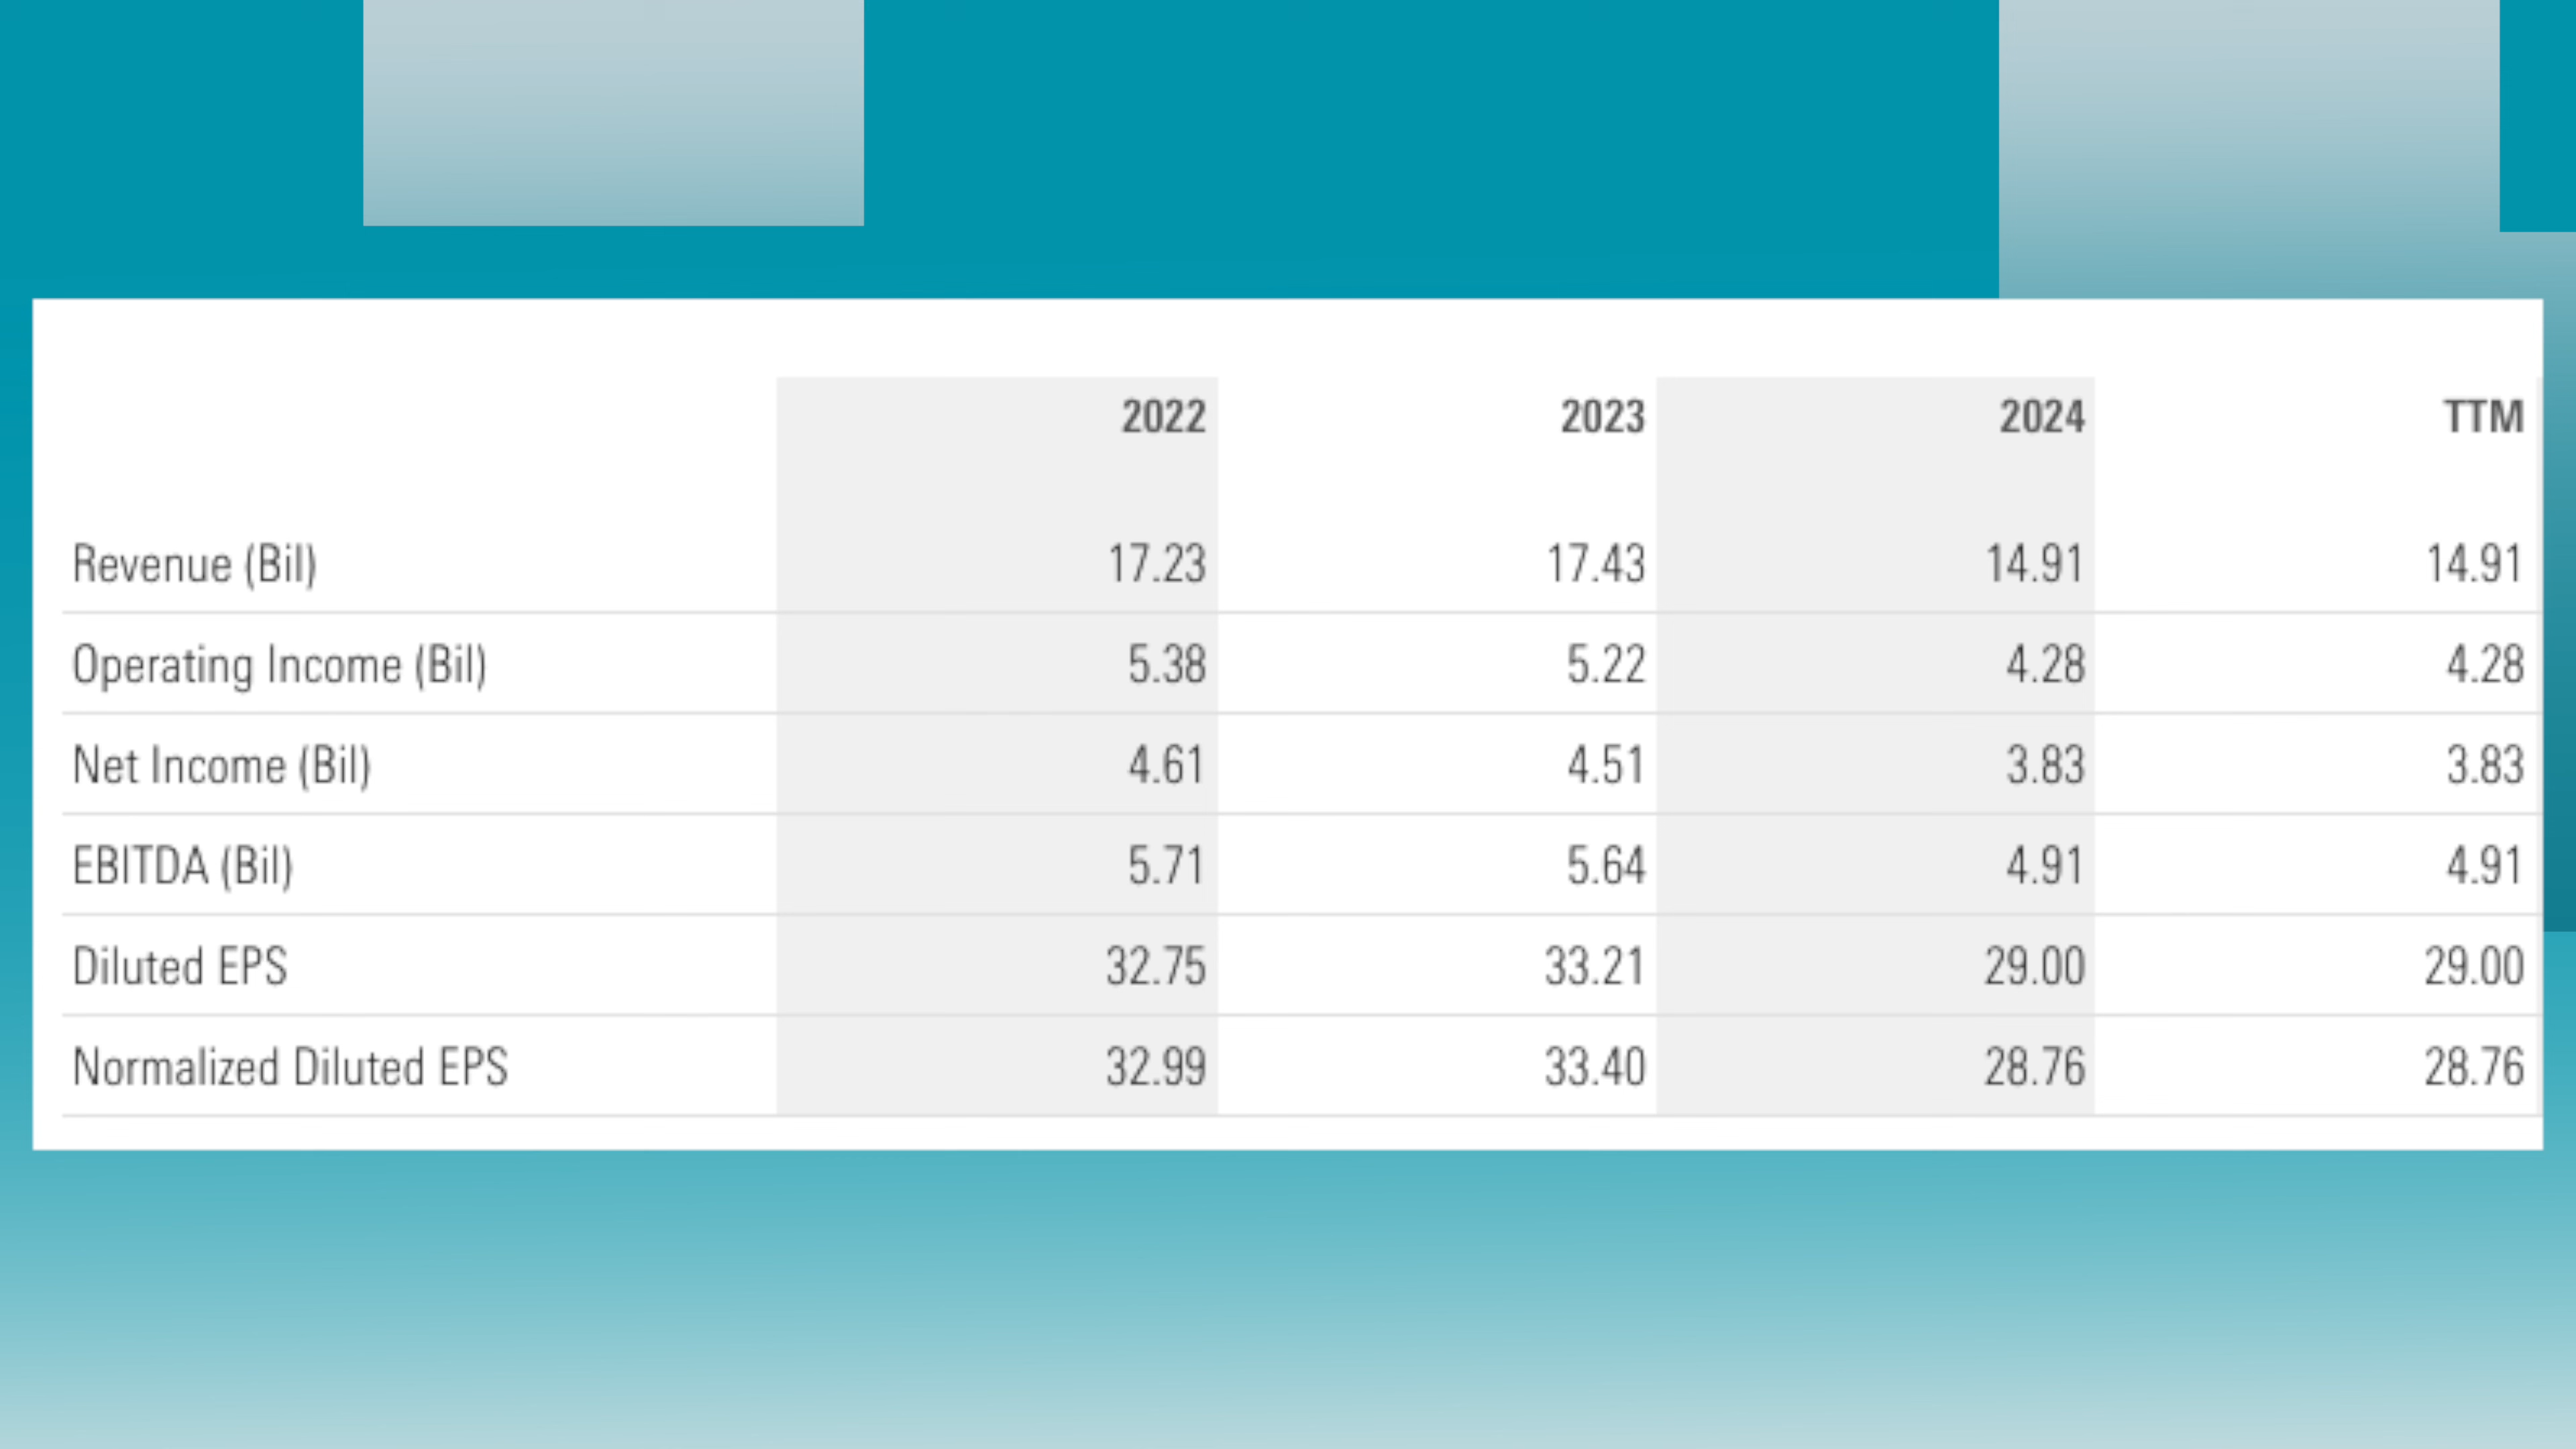 2022 2023 2024 TTM
Revenue (Bil) 17.23 17.43 14.91 14.91
Operating Income (Bil) 5.38 5.22 4.28 4.28
Net Income (Bil) 4.61 4.51 3.83 3.83
EBITDA (Bil) 5.71 5.64 4.91 4.91
Diluted EPS 32.75 33.21 29.00 29.00
Normalized Diluted EPS 32.99 33.40 28.76 28.76